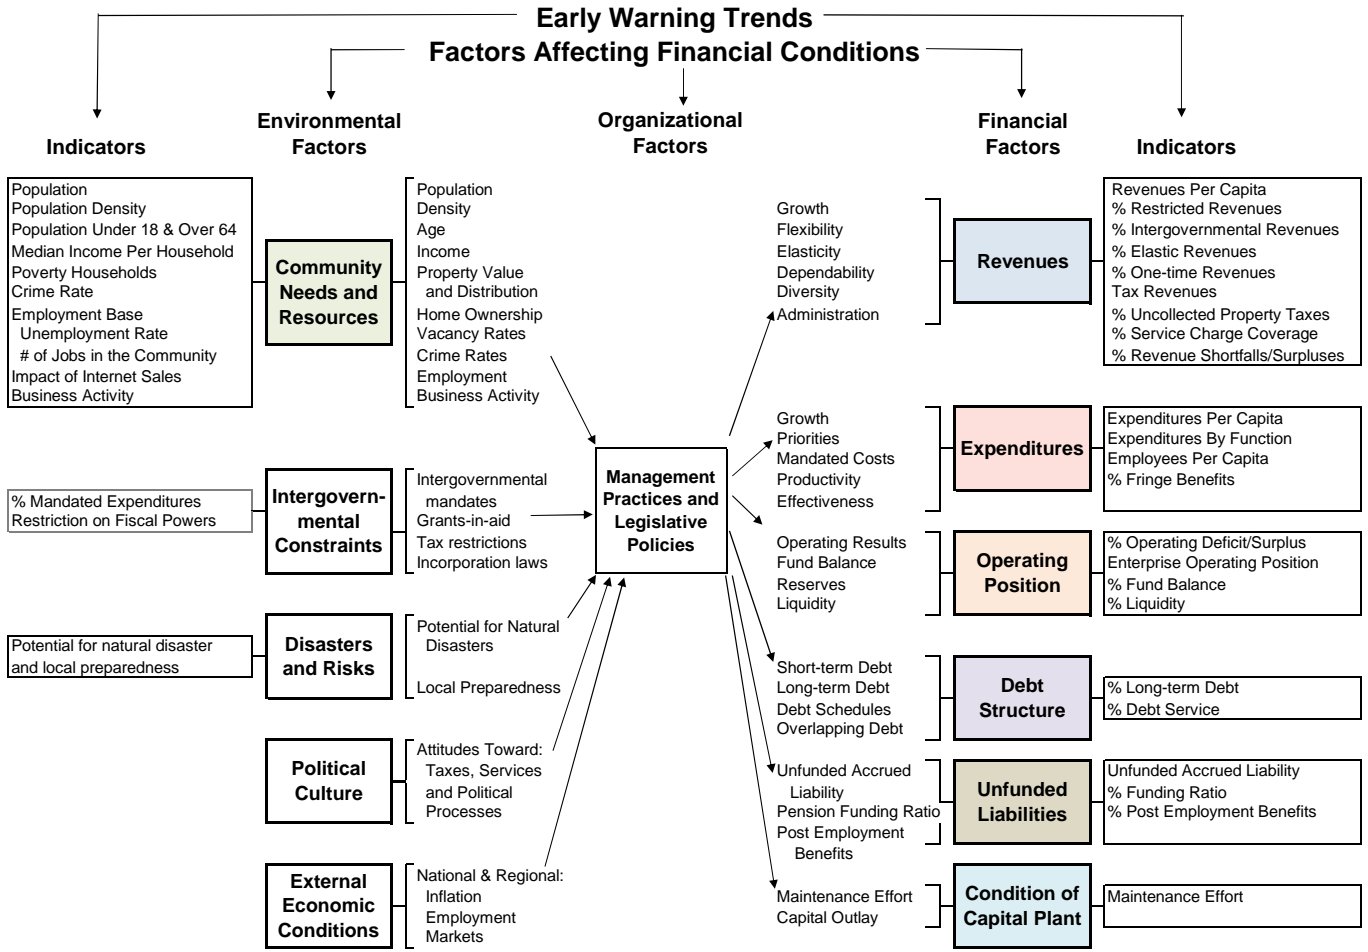 Early Warning Trends
Factors Affecting Financial Conditions
Indicators
Environmental
Factors
Organizational
Factors
Financial
Factors
Indicators
Population
Population Density
Population Under 18 & Over 64
Median Income Per Household
Poverty Households
Crime Rate
Employment Base
Unemployment Rate
# of Jobs in the Community
Impact of Internet Sales
Business Activity
Community
Needs and
Resources
Population
Density
Age
Income
Property Value
and Distribution
Home Ownership
Vacancy Rates
Crime Rates
Employment
Business Activity
% Mandated Expenditures
Restriction on Fiscal Powers
Intergovern-
mental
Constraints
Intergovernmental
mandates
Grants-in-aid
Tax restrictions
Incorporation laws
Potential for natural disaster
and local preparedness
Disasters
and Risks
Potential for Natural
Disasters
Local Preparedness
Political
Culture
Attitudes Toward:
Taxes, Services
and Political
Processes
External
Economic
Conditions
National & Regional:
Inflation
Employment
Markets
Management
Practices and
Legislative
Policies
Growth
Flexibility
Elasticity
Dependability
Diversity
Administration
Revenues
Revenues Per Capita
% Restricted Revenues
% Intergovernmental Revenues
% Elastic Revenues
% One-time Revenues
Tax Revenues
% Uncollected Property Taxes
% Service Charge Coverage
% Revenue Shortfalls/Surpluses
Growth
Priorities
Mandated Costs
Productivity
Effectiveness
Expenditures
Expenditures Per Capita
Expenditures By Function
Employees Per Capita
% Fringe Benefits
Operating Results
Fund Balance
Reserves
Liquidity
Operating
Position
% Operating Deficit/Surplus
Enterprise Operating Position
% Fund Balance
% Liquidity
Short-term Debt
Long-term Debt
Debt Schedules
Overlapping Debt
Debt
Structure
% Long-term Debt
% Debt Service
Unfunded Accrued
Liability
Pension Funding Ratio
Post Employment
Benefits
Unfunded
Liabilities
Unfunded Accrued Liability
% Funding Ratio
% Post Employment Benefits
Maintenance Effort
Capital Outlay
Condition of
Capital Plant
Maintenance Effort